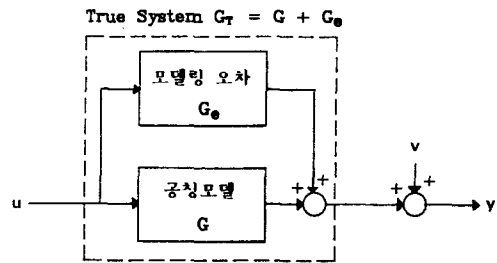 True System G_T = G + G_e
모델링 오차
G_e
v
+
+
+
+
공칭모델
G
u
y